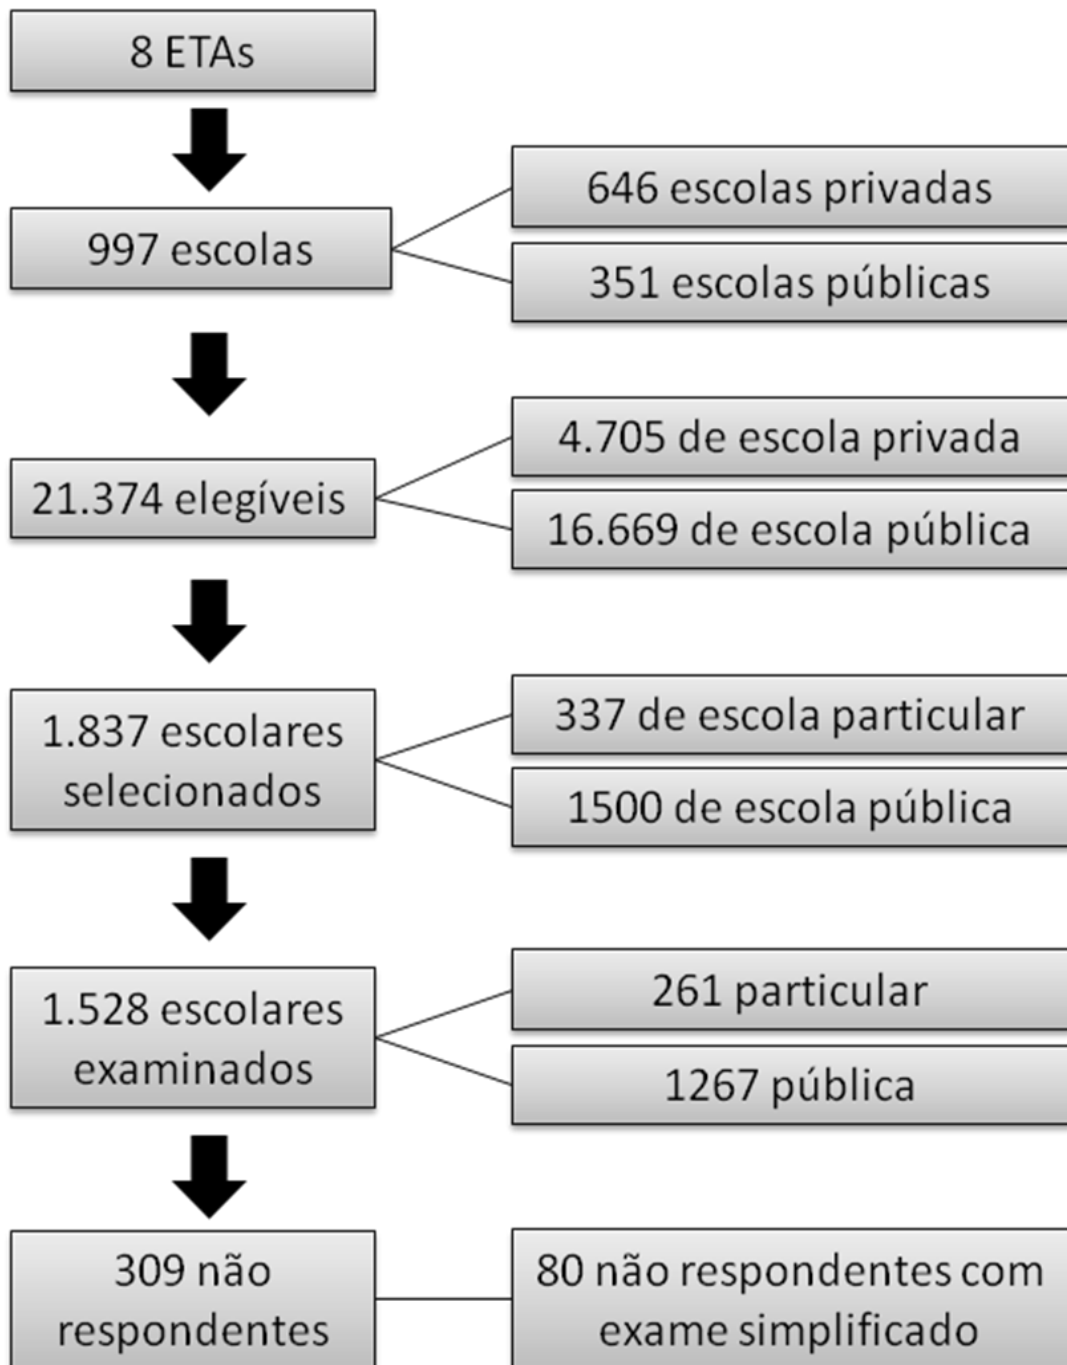 8 ETAs
997 escolas
646 escolas privadas
351 escolas públicas
21.374 elegíveis
4.705 de escola privada
16.669 de escola pública
1.837 escolares
selecionados
337 de escola particular
1500 de escola pública
1.528 escolares
examinados
261 particular
1267 pública
309 não
respondentes
80 não respondentes com
exame simplificado